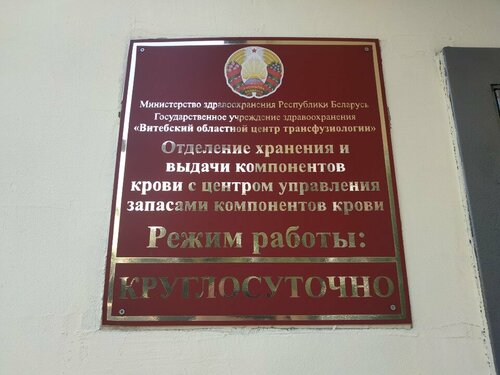 Министерство здравоохранения Республики Беларусь
Государственное учреждение здравоохранения
«Витебский областной центр трансфузиологии»
Отделение хранения и
выдачи компонентов
крови с центром управления
запасами компонентов крови
Режим работы:
КРУГЛОСУТОЧНО